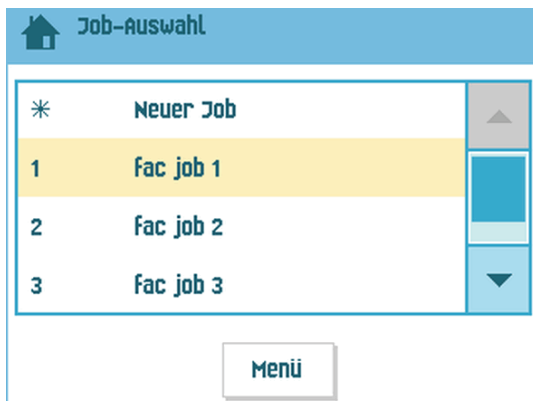 Job-Auswahl
* Neuer Job
1 fac job 1
2 fac job 2
3 fac job 3
Menü